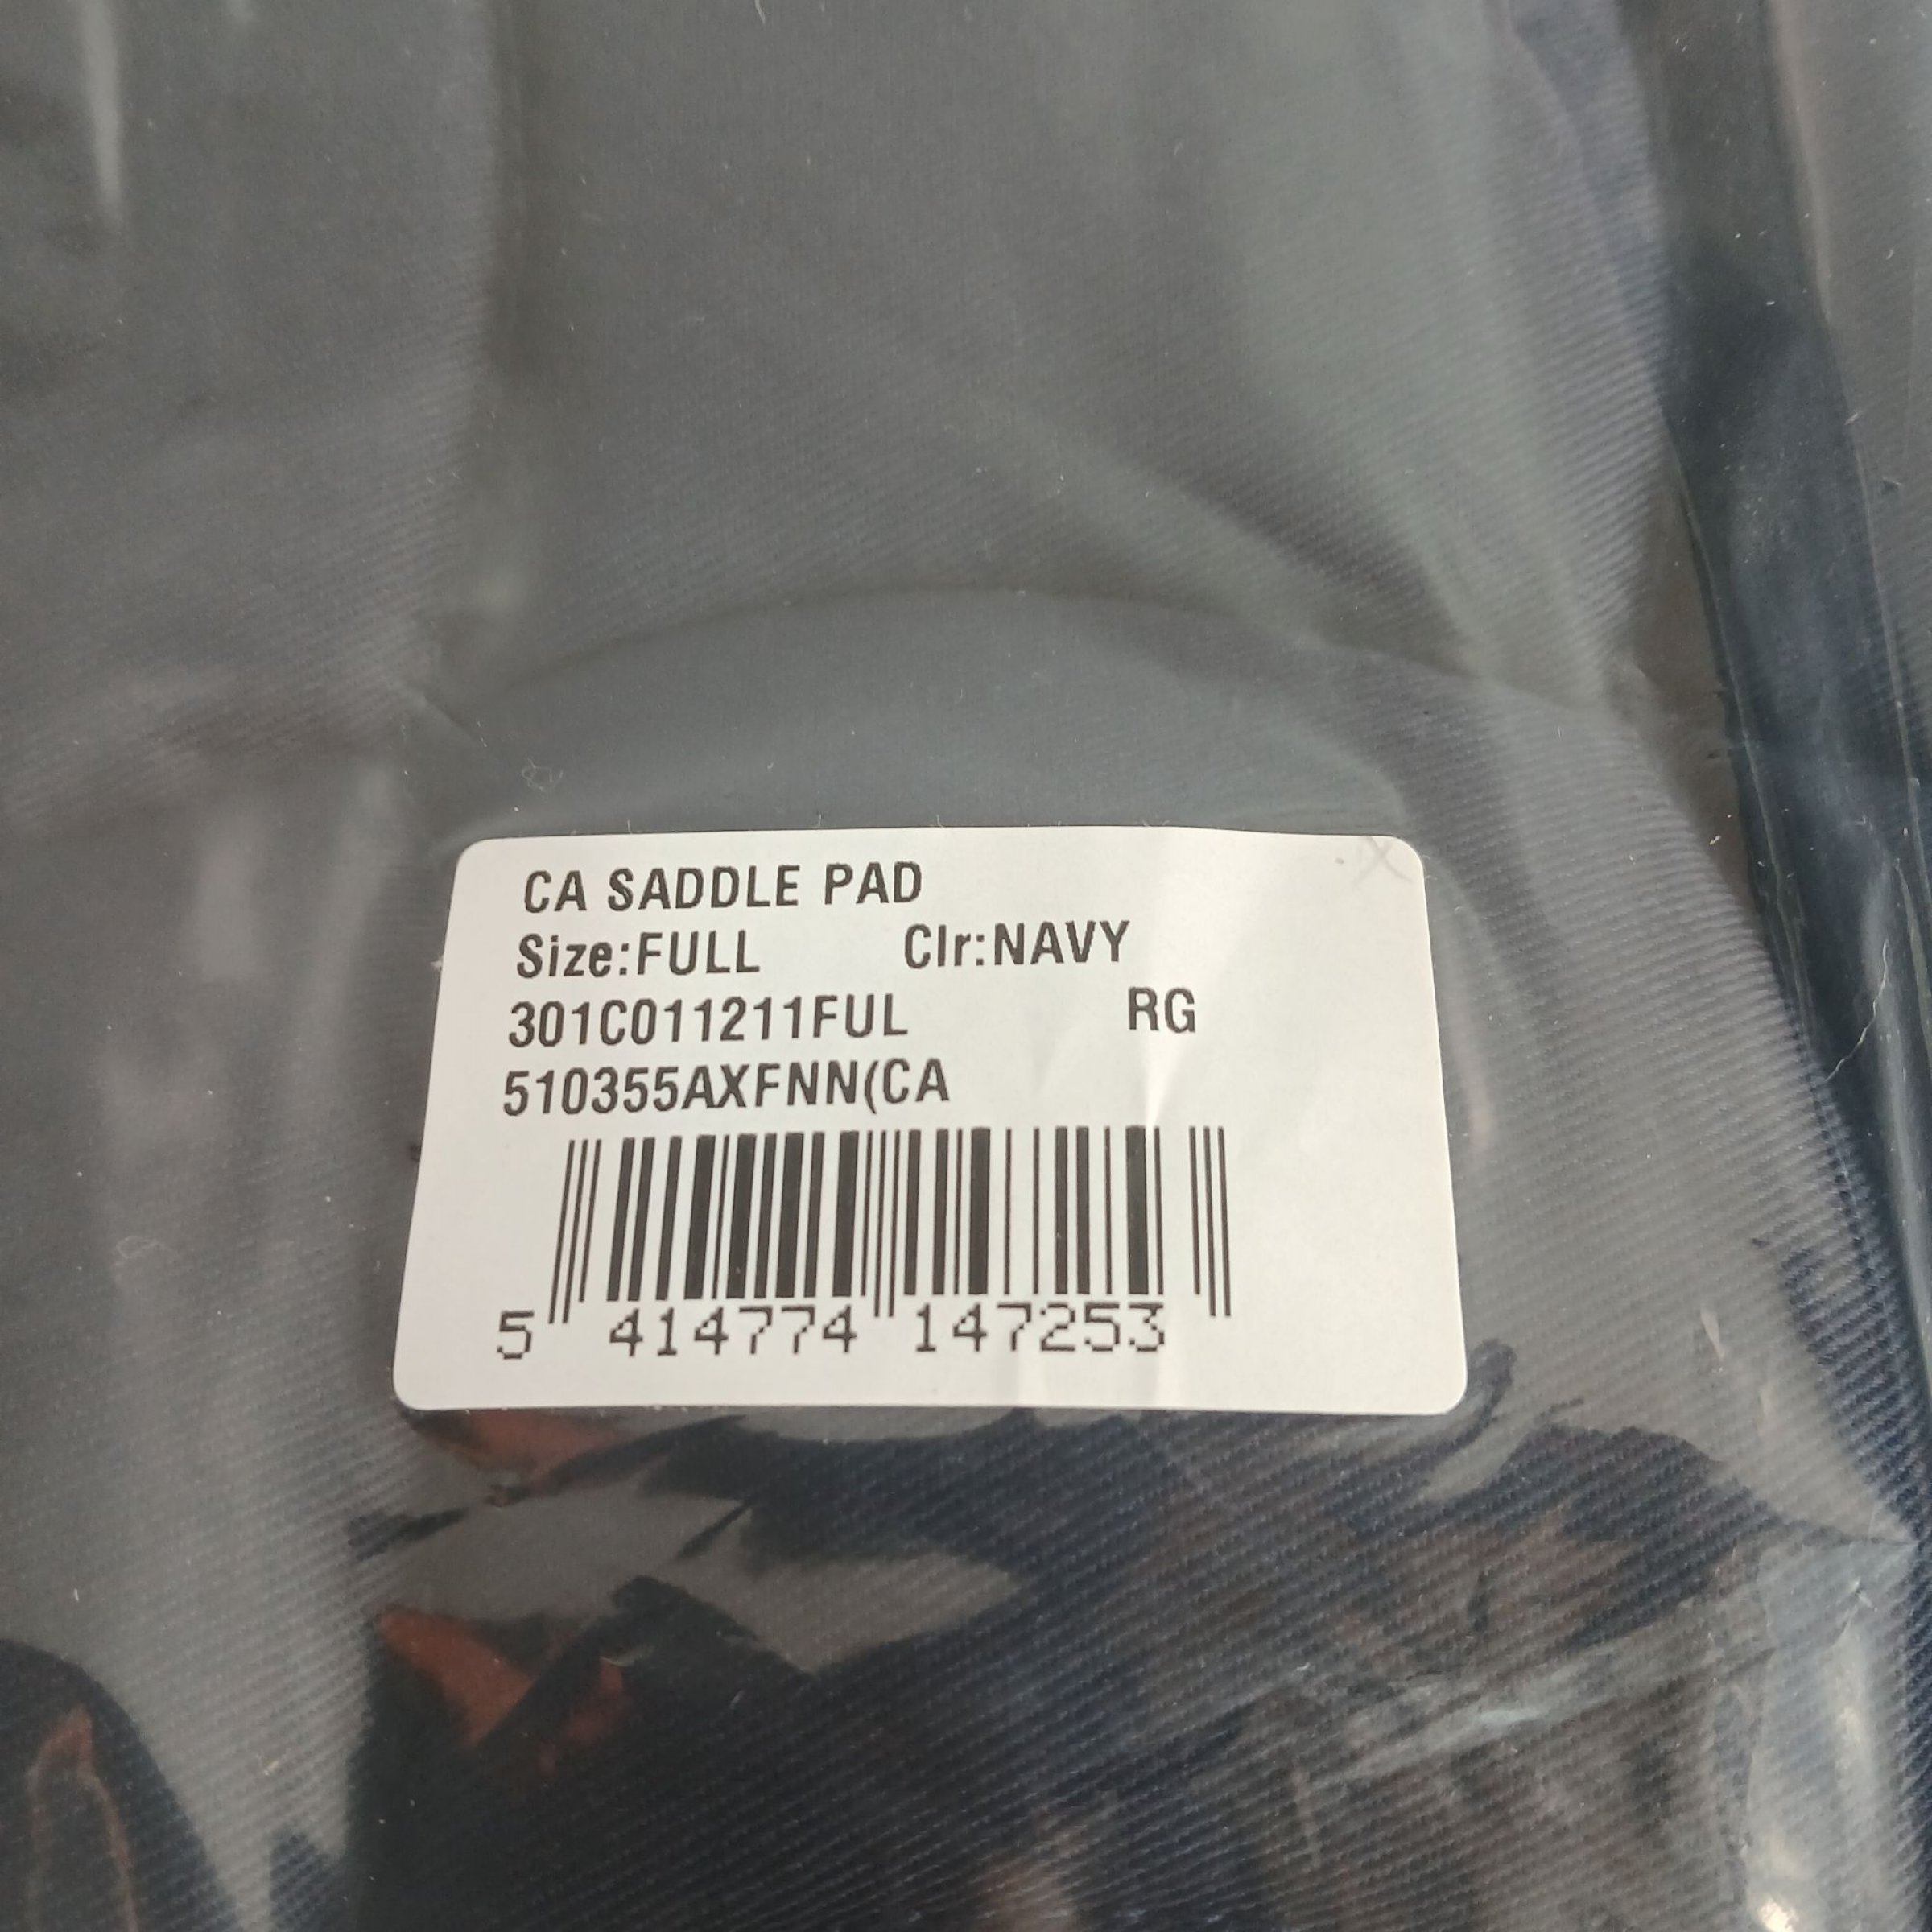 CA SADDLE PAD
Size:FULL Clr:NAVY
301C011211FUL RG
510355AXFNN(CA
5 414774 147253